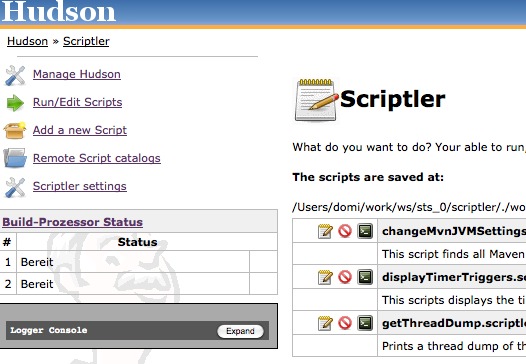 Hudson
Hudson » Scriptler
Manage Hudson
Run/Edit Scripts
Add a new Script
Remote Script catalogs
Scriptler settings
Build-Prozessor Status
# Status
1 Bereit
2 Bereit
Logger Console Expand
Scriptler
What do you want to do? Your able to run,
The scripts are saved at:
/Users/domi/work/ws/sts_0/scriptler/./wo
changeMvnJVMSettings
This script finds all Maven
displayTimerTriggers.sc
This scripts displays the ti
getThreadDump.scriptle
Prints a thread dump of th